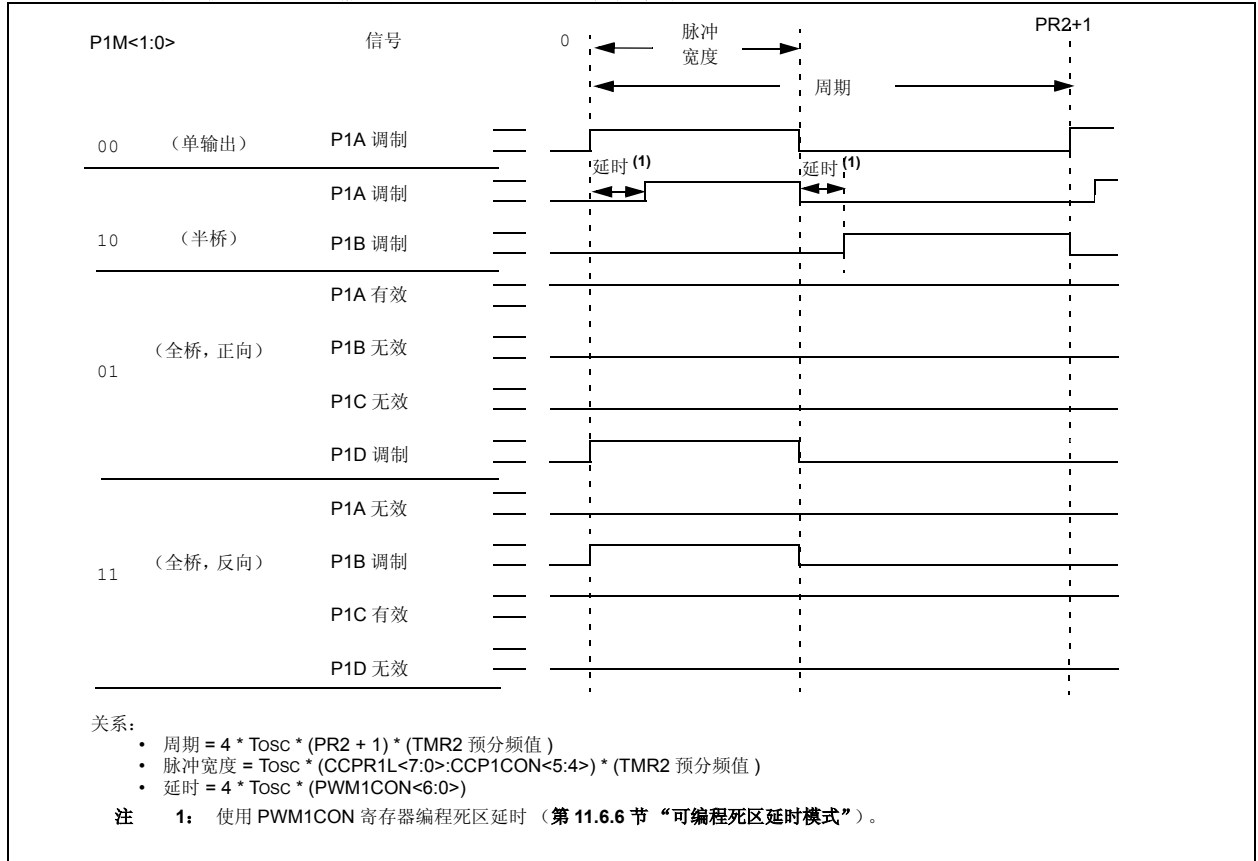 P1M<1:0> 信号 0 脉冲 PR2+1
宽度
周期
00 （单输出） P1A 调制
延时 (1) 延时 (1)
P1A 调制
10 （半桥） P1B 调制
P1A 有效
（全桥，正向） P1B 无效
01
P1C 无效
P1D 调制
P1A 无效
11 （全桥，反向） P1B 调制
P1C 有效
P1D 无效
关系：
• 周期 = 4 * TOSC * (PR2 + 1) * (TMR2 预分频值 )
• 脉冲宽度 = TOSC * (CCPR1L<7:0>:CCP1CON<5:4>) * (TMR2 预分频值 )
• 延时 = 4 * TOSC * (PWM1CON<6:0>)
注 1： 使用 PWM1CON 寄存器编程死区延时 （第 11.6.6 节 “可编程死区延时模式”）。